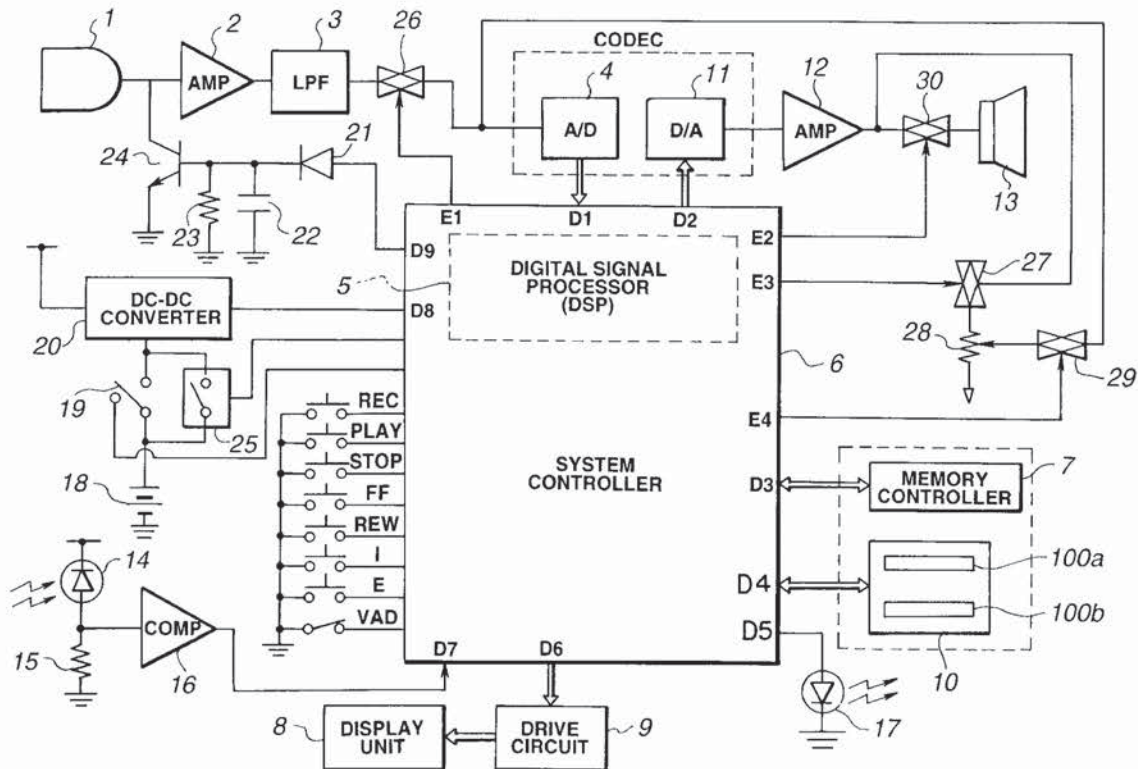 1
2
3
26
CODEC
4
11
12
30
AMP
LPF
A/D
D/A
AMP
13
24
21
23
22
E1
D1
D2
E2
D9
5
DIGITAL SIGNAL
PROCESSOR
(DSP)
E3
27
DC-DC
CONVERTER
D8
20
6
28
29
19
25
REC
PLAY
STOP
FF
REW
I
E
VAD
E4
SYSTEM
CONTROLLER
D3
MEMORY
CONTROLLER
7
18
14
100a
D4
100b
D5
10
15
COMP
16
D7
D6
17
8
DISPLAY
UNIT
DRIVE
CIRCUIT
9